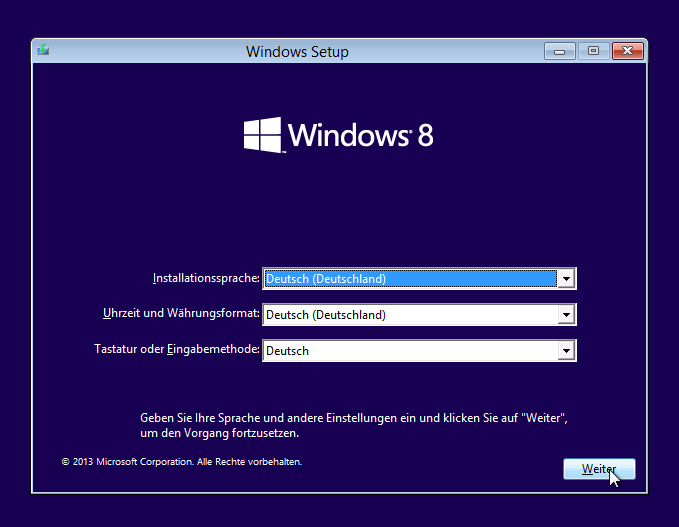 Windows Setup
Windows 8
Installationssprache: Deutsch (Deutschland)
Uhrzeit und Währungsformat: Deutsch (Deutschland)
Tastatur oder Eingabemethode: Deutsch
Geben Sie Ihre Sprache und andere Einstellungen ein und klicken Sie auf "Weiter",
um den Vorgang fortzusetzen.
© 2013 Microsoft Corporation. Alle Rechte vorbehalten.
Weiter